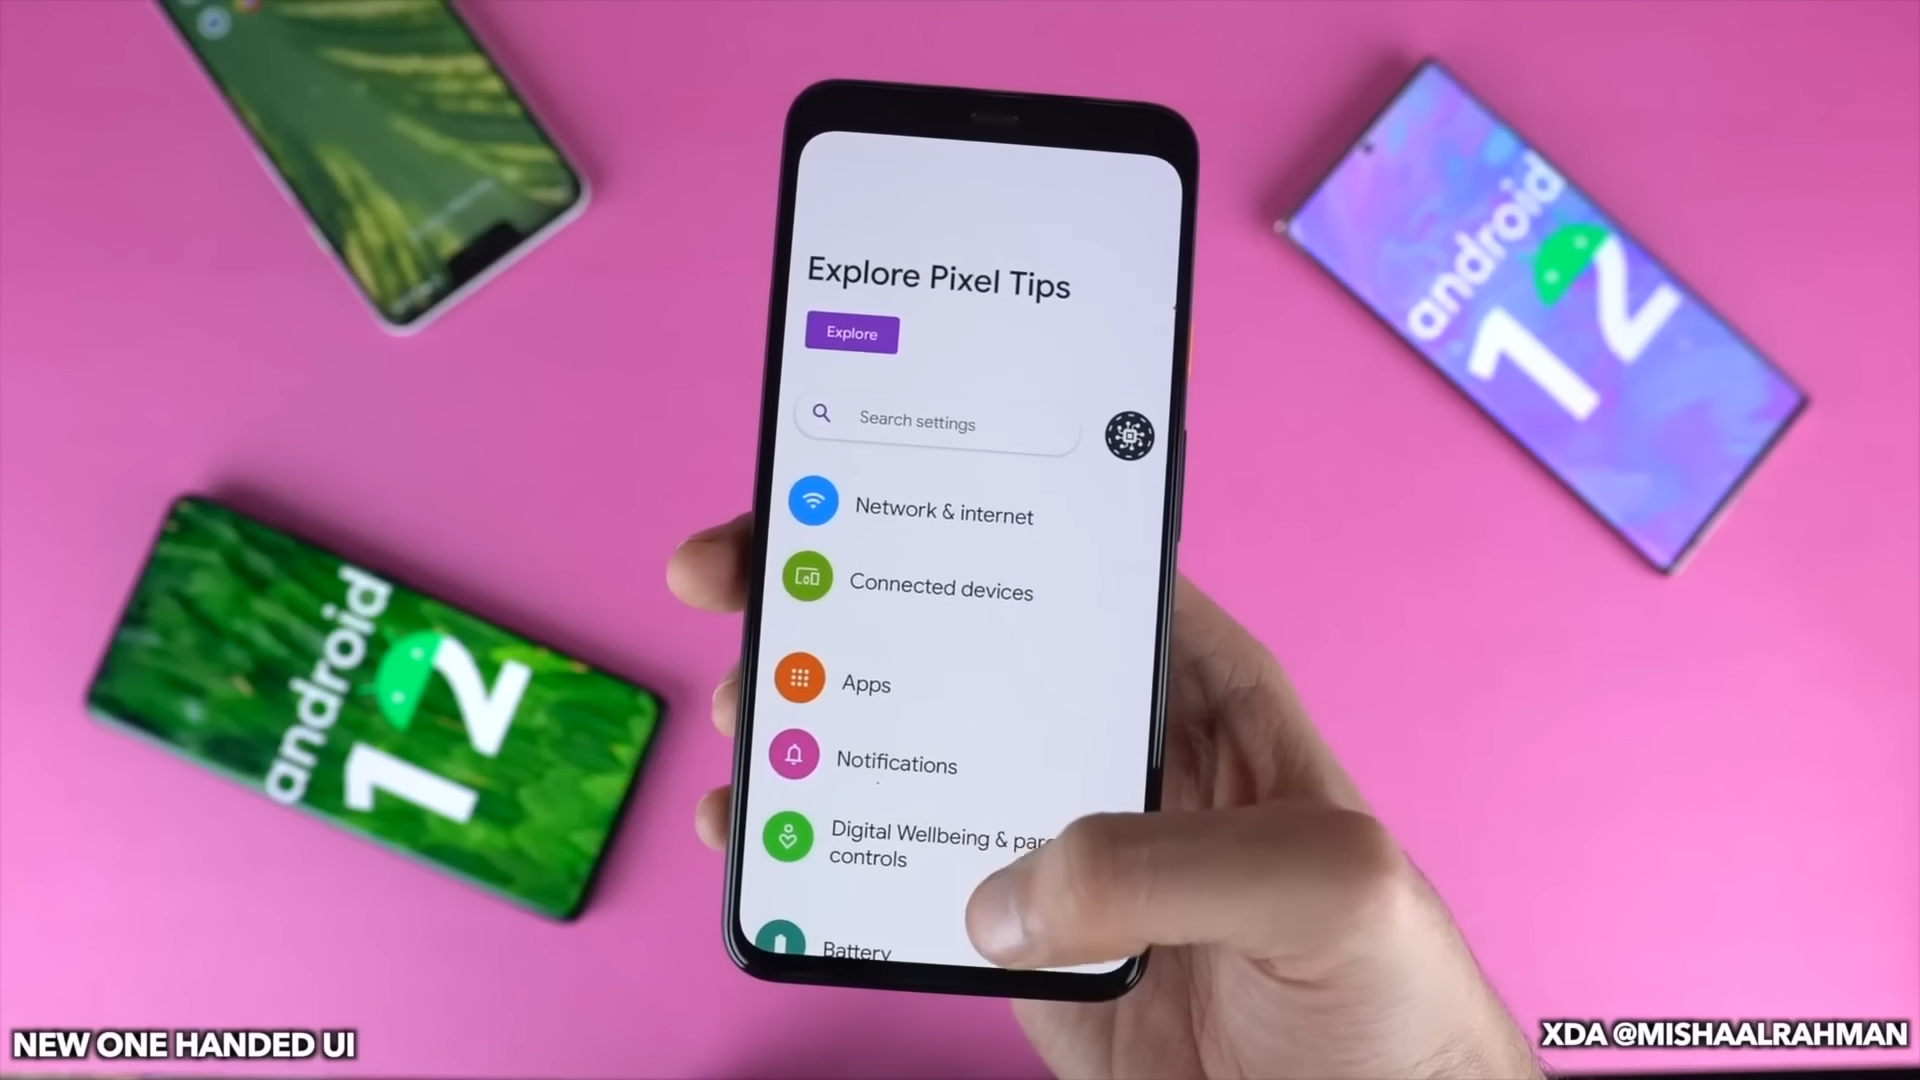 Explore Pixel Tips
Explore
Search settings
Network & internet
Connected devices
Apps
Notifications
Digital Wellbeing &
controls
Battery
android
12
android
12
NEW ONE HANDED UI
XDA @MISHAALRAHMAN